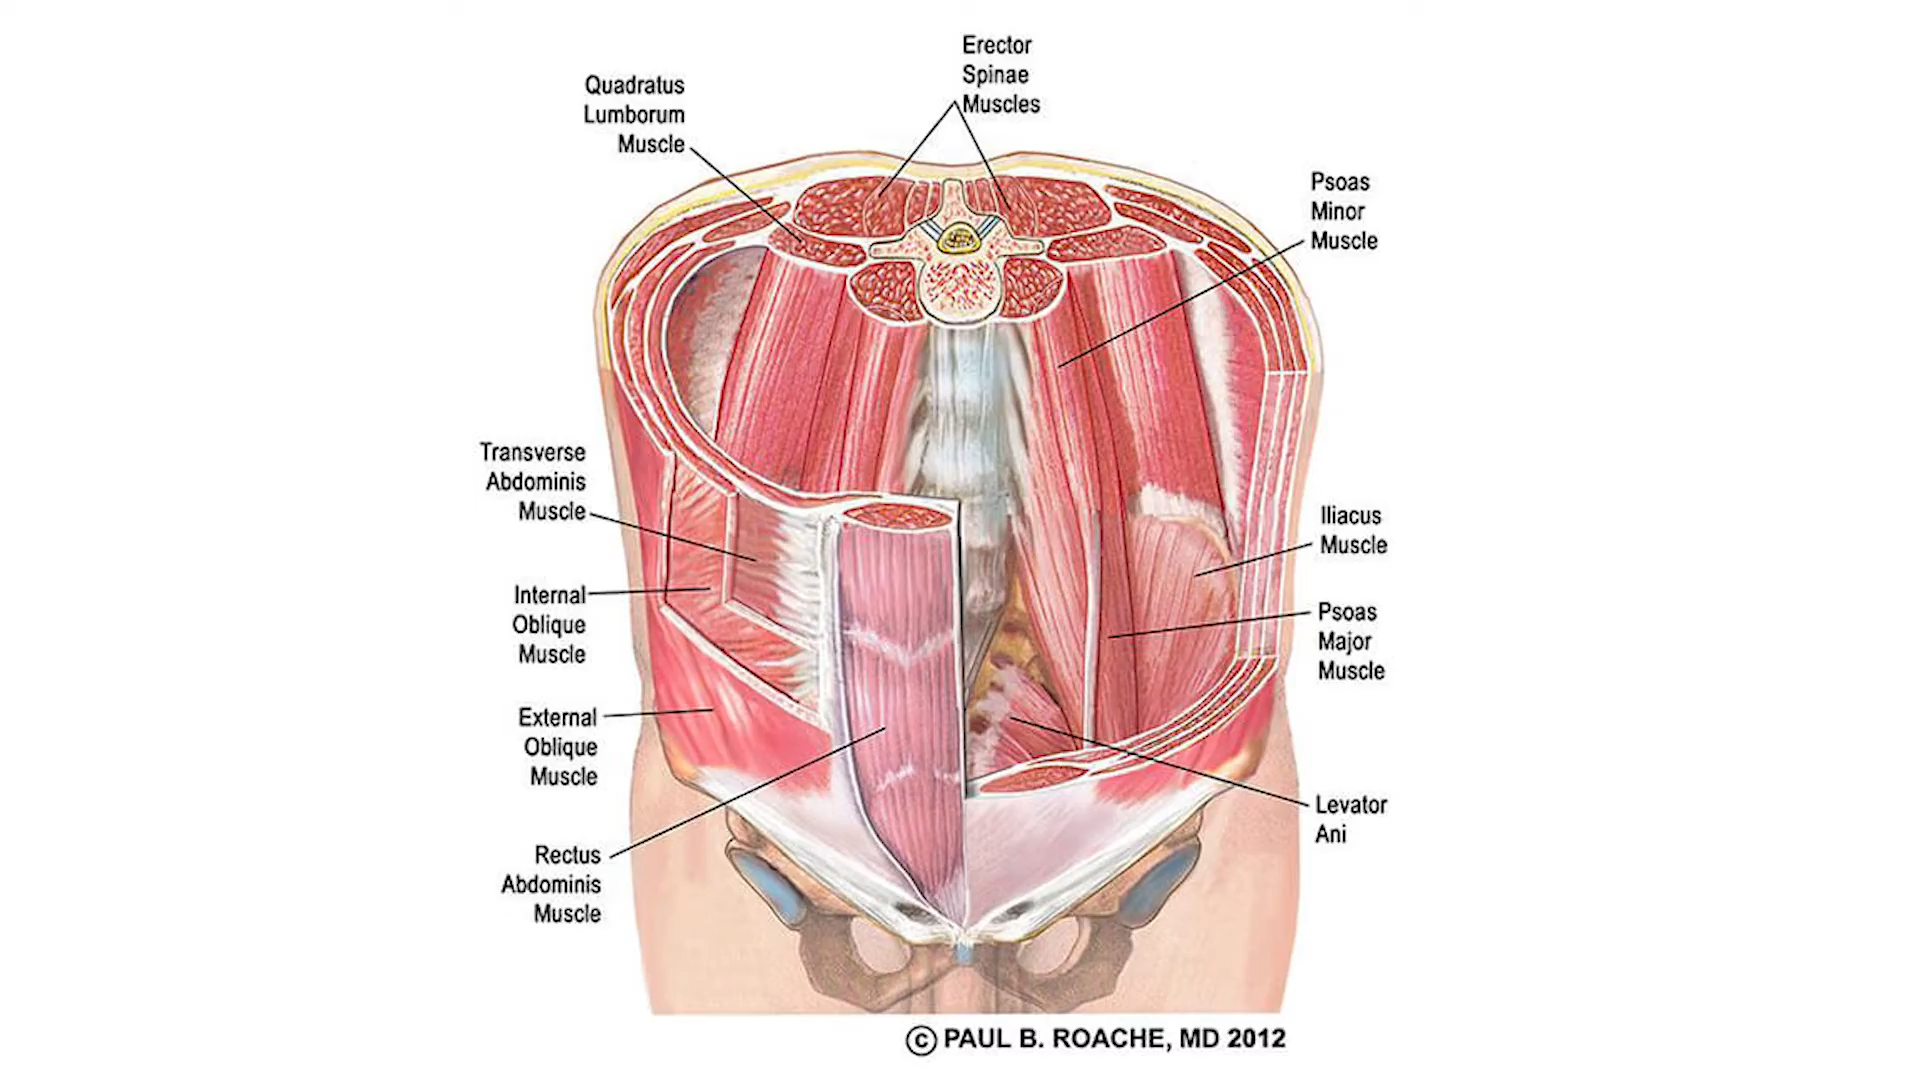 Erector
Spinae
Muscles
Quadratus
Lumborum
Muscle
Psoas
Minor
Muscle
Transverse
Abdominis
Muscle
Iliacus
Muscle
Internal
Oblique
Muscle
Psoas
Major
Muscle
External
Oblique
Muscle
Levator
Ani
Rectus
Abdominis
Muscle
© PAUL B. ROACHE, MD 2012